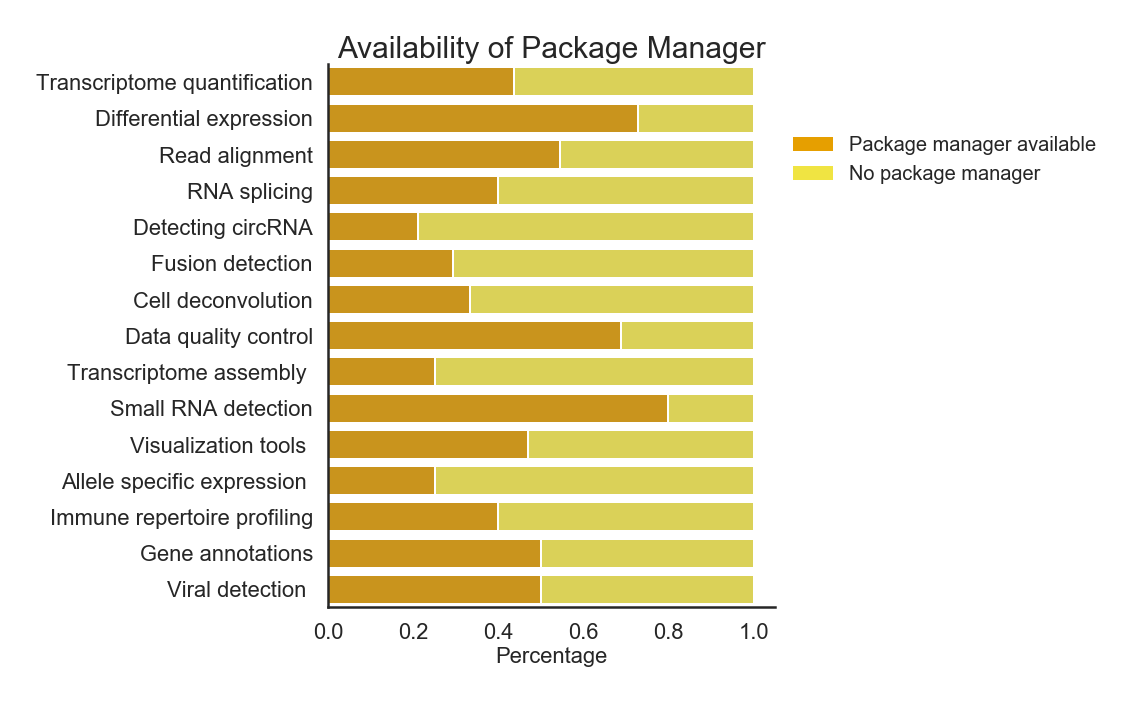 Availability of Package Manager
Transcriptome quantification
Differential expression
Read alignment
RNA splicing
Detecting circRNA
Fusion detection
Cell deconvolution
Data quality control
Transcriptome assembly
Small RNA detection
Visualization tools
Allele specific expression
Immune repertoire profiling
Gene annotations
Viral detection
0.0 0.2 0.4 0.6 0.8 1.0
Percentage
Package manager available
No package manager